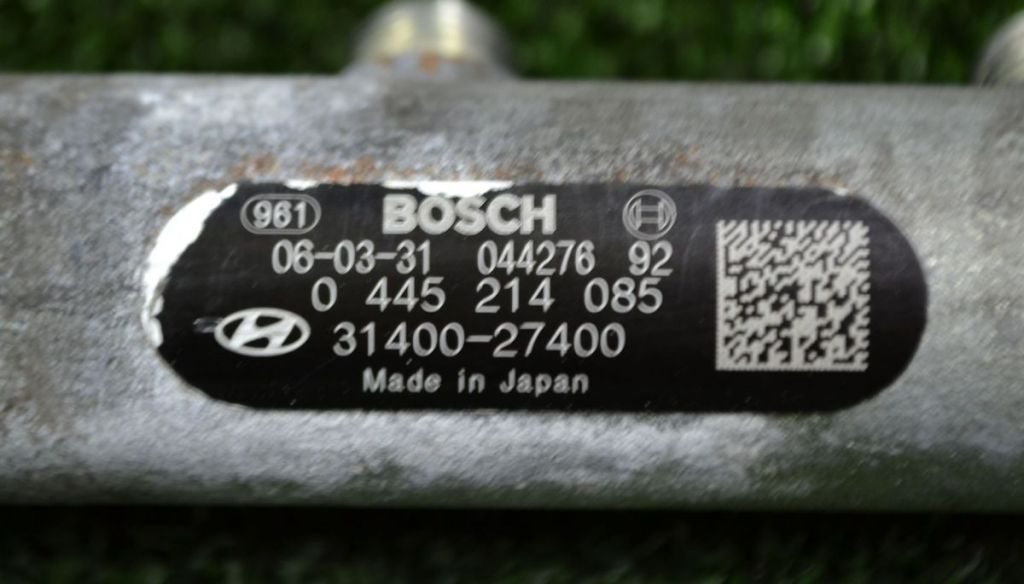 961 BOSCH
06-03-31 044276 92
0 445 214 085
31400-27400
Made in Japan